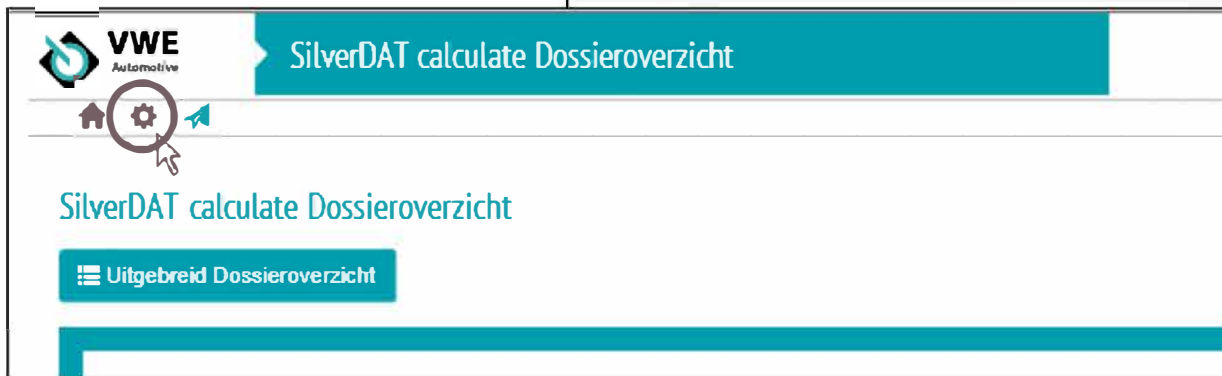 VWE
Automotive
SilverDAT calculate Dossieroverzicht
SilverDAT calculate Dossieroverzicht
Uitgebreid Dossieroverzicht